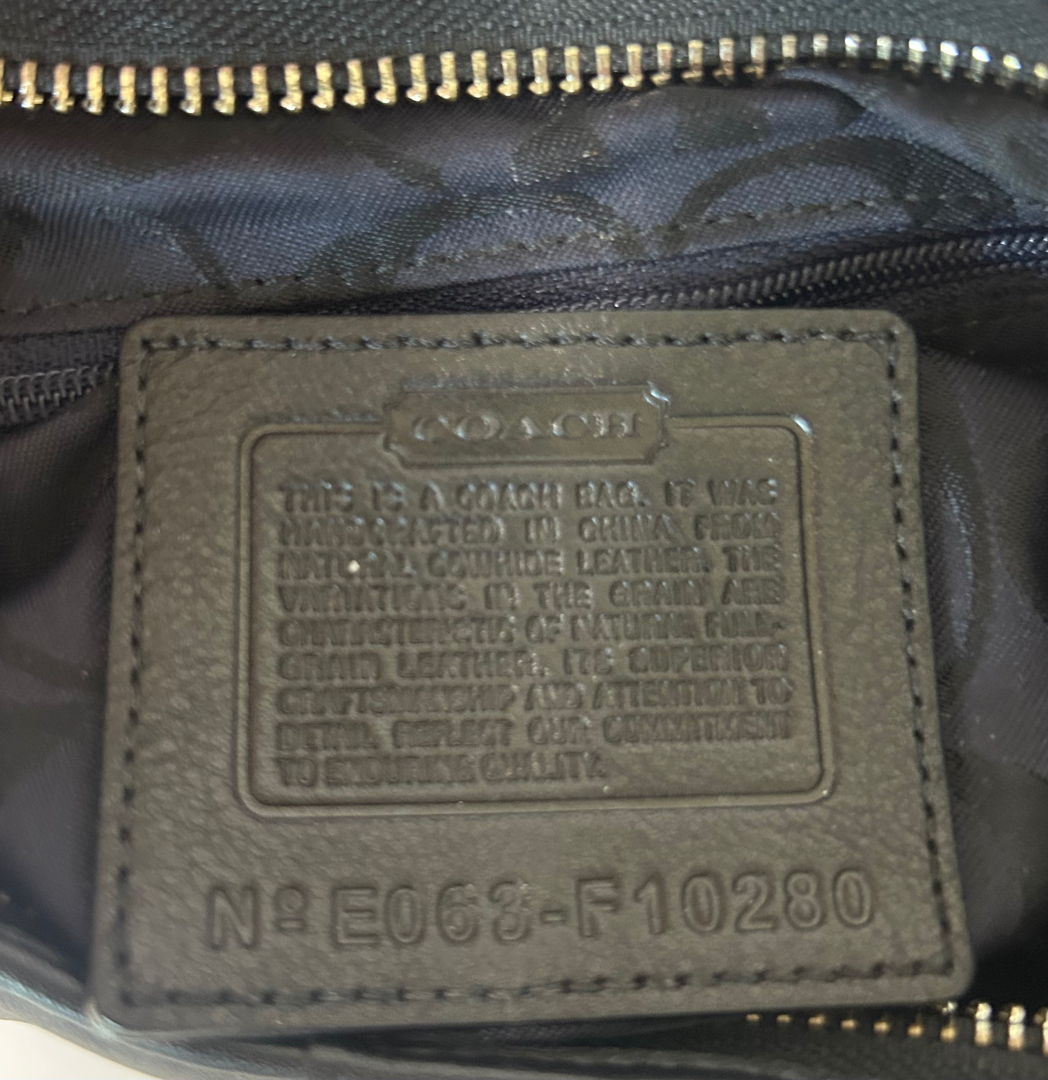 COACH
THIS IS A COACH BAG. IT WAS
HANDCRAFTED IN CHINA FROM
NATURAL COWHIDE LEATHER. THE
VARIATIONS IN THE GRAIN ARE
CHARACTERISTIC OF NATURAL FULL-
GRAIN LEATHER. ITS SUPERIOR
CRAFTSMANSHIP AND ATTENTION TO
DETAIL REFLECT OUR COMMITMENT
TO ENDURING QUALITY.
Nº E063-F10280